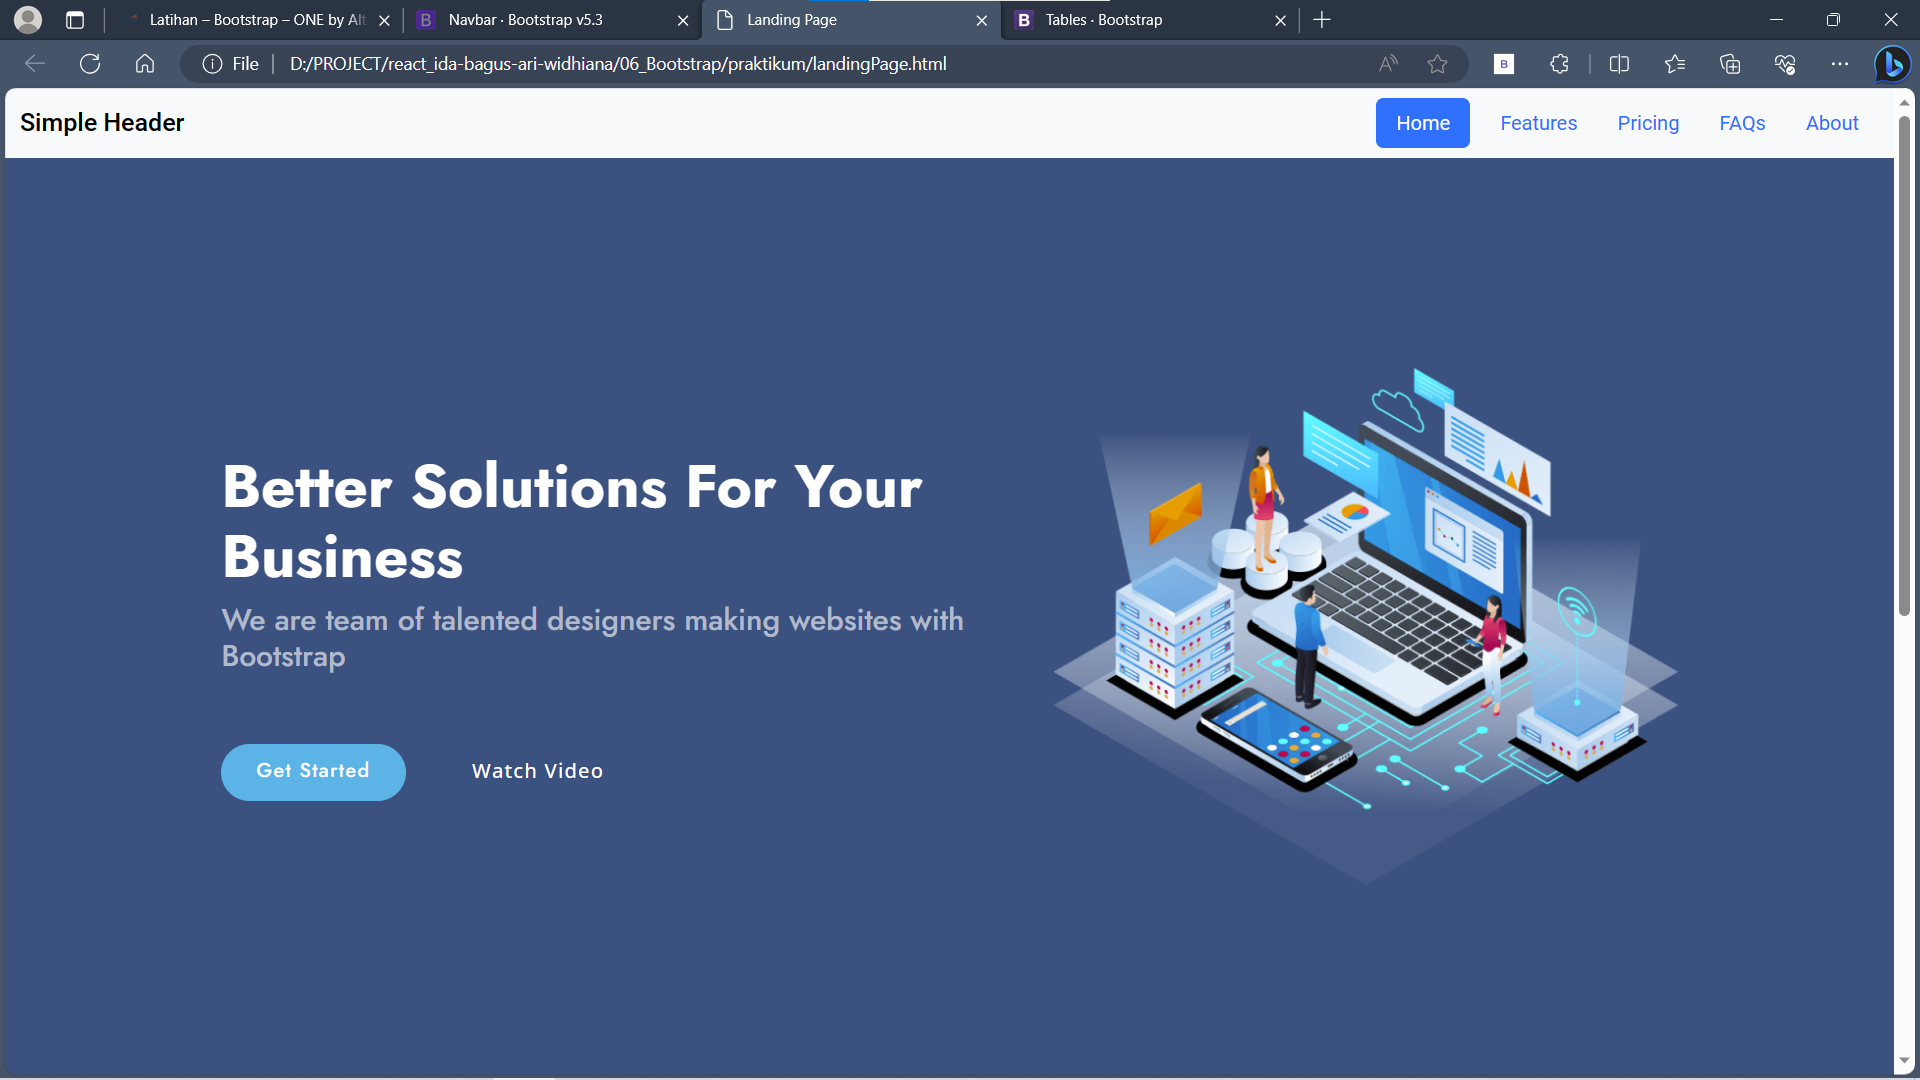 Latihan – Bootstrap – ONE by Alt
Navbar · Bootstrap v5.3
Landing Page
Tables · Bootstrap
File
D:/PROJECT/react_ida-bagus-ari-widhiana/06_Bootstrap/praktikum/landingPage.html
Simple Header
Home
Features
Pricing
FAQs
About
Better Solutions For Your
Business
We are team of talented designers making websites with
Bootstrap
Get Started
Watch Video